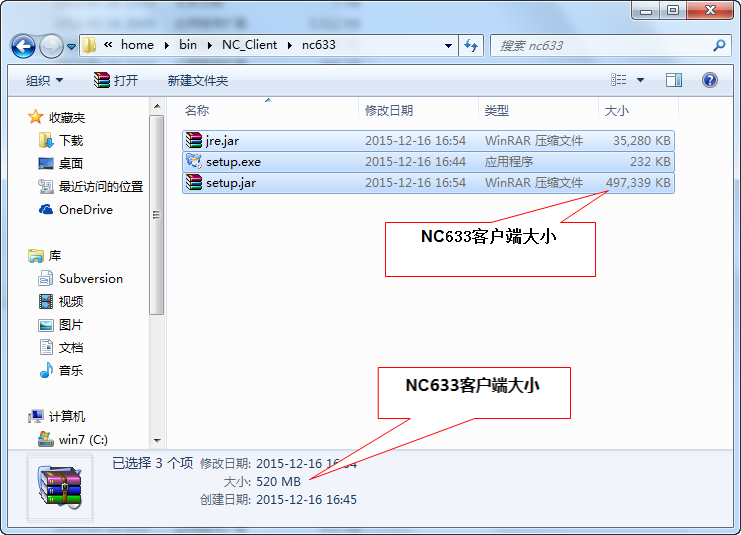 « home ▸ bin ▸ NC_Client ▸ nc633
搜索 nc633
组织 打开 新建文件夹
名称 修改日期 类型 大小
收藏夹
下载
桌面
最近访问的位置
OneDrive
库
Subversion
视频
图片
文档
音乐
计算机
win7 (C:)
jre.jar 2015-12-16 16:54 WinRAR 压缩文件 35,280 KB
setup.exe 2015-12-16 16:44 应用程序 232 KB
setup.jar 2015-12-16 16:54 WinRAR 压缩文件 497,339 KB
NC633客户端大小
NC633客户端大小
已选择 3 个项 修改日期: 2015-12-16 16:54
大小: 520 MB
创建日期: 2015-12-16 16:45